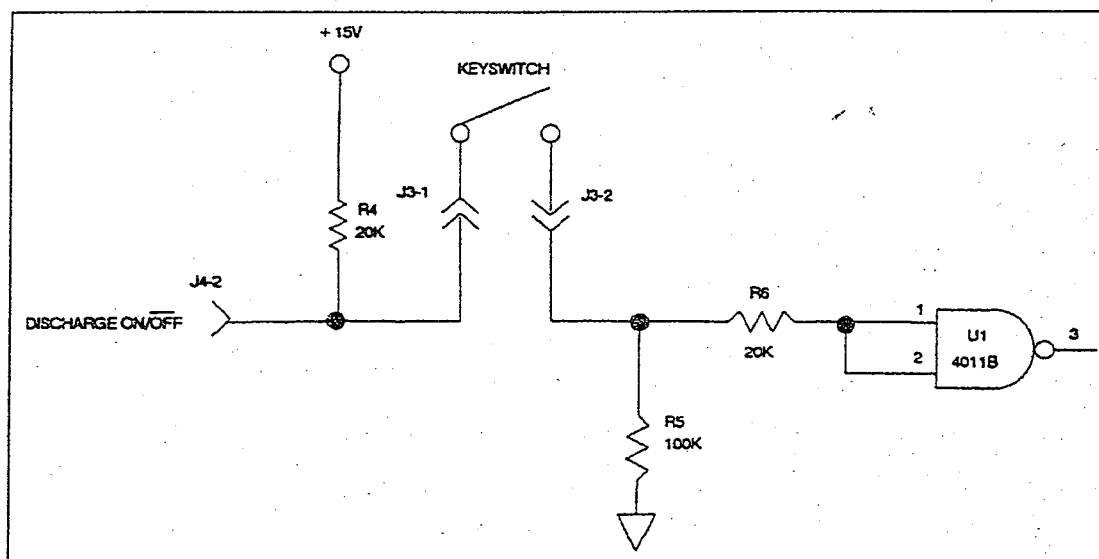 + 15V
KEYSWITCH
J3-1
J3-2
R4
20K
J4-2
DISCHARGE ON/OFF
R6
20K
1
2
U1
4011B
3
R5
100K